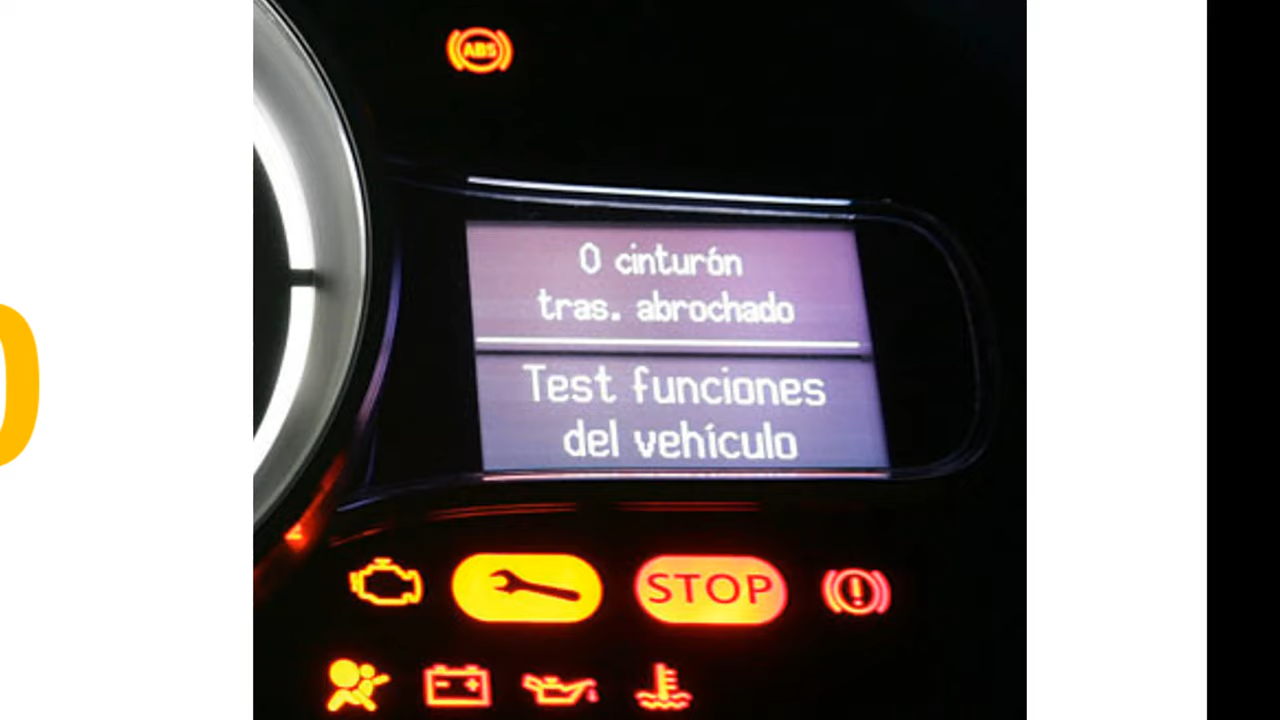 ABS
0 cinturón
tras. abrochado
Test funciones
del vehículo
STOP